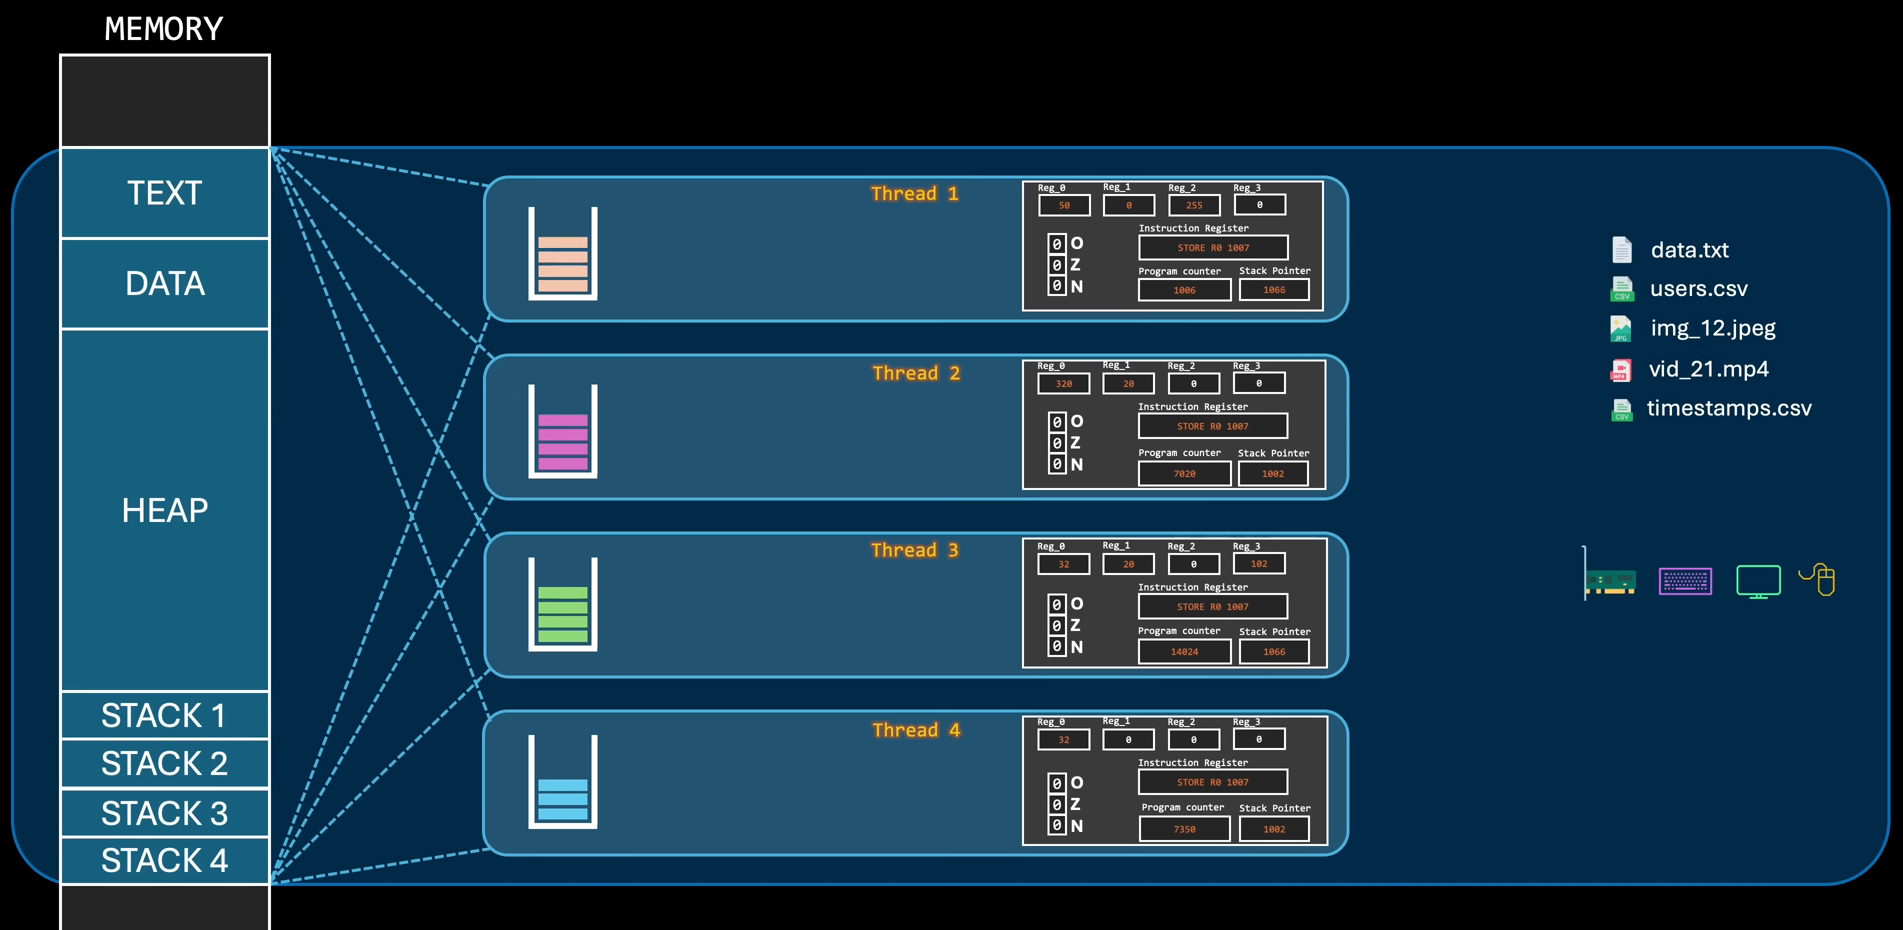 MEMORY
TEXT
DATA
HEAP
STACK 1
STACK 2
STACK 3
STACK 4
Thread 1
Reg_0 Reg_1 Reg_2 Reg_3
50 0 255 0
Instruction Register
STORE R0 1007
0 O
0 Z
0 N
Program counter Stack Pointer
1006 1066
Thread 2
Reg_0 Reg_1 Reg_2 Reg_3
320 20 0 0
Instruction Register
STORE R0 1007
0 O
0 Z
0 N
Program counter Stack Pointer
7020 1002
Thread 3
Reg_0 Reg_1 Reg_2 Reg_3
32 20 0 102
Instruction Register
STORE R0 1007
0 O
0 Z
0 N
Program counter Stack Pointer
14024 1066
Thread 4
Reg_0 Reg_1 Reg_2 Reg_3
32 0 0 0
Instruction Register
STORE R0 1007
0 O
0 Z
0 N
Program counter Stack Pointer
7350 1002
data.txt
CSV users.csv
JPG img_12.jpeg
MP4 vid_21.mp4
CSV timestamps.csv